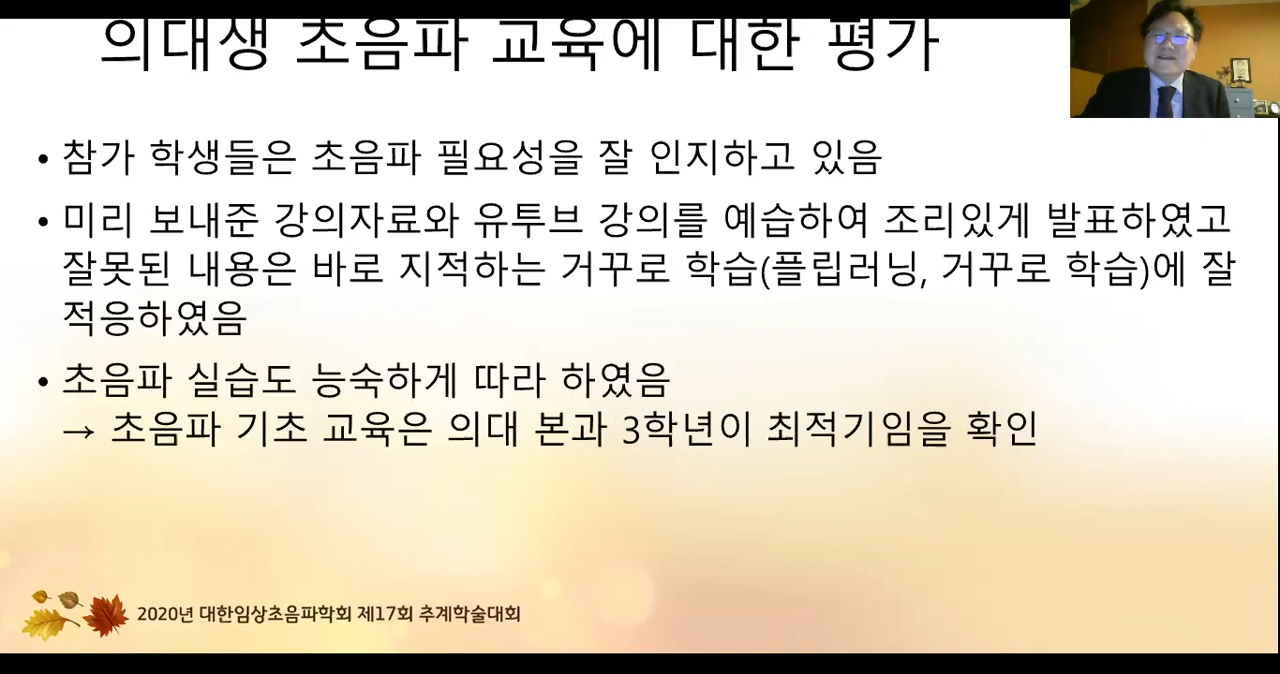 의대생 초음파 교육에 대한 평가
• 참가 학생들은 초음파 필요성을 잘 인지하고 있음
• 미리 보내준 강의자료와 유투브 강의를 예습하여 조리있게 발표하였고
잘못된 내용은 바로 지적하는 거꾸로 학습(플립러닝, 거꾸로 학습)에 잘
적응하였음
• 초음파 실습도 능숙하게 따라 하였음
→ 초음파 기초 교육은 의대 본과 3학년이 최적기임을 확인
2020년 대한임상초음파학회 제17회 추계학술대회